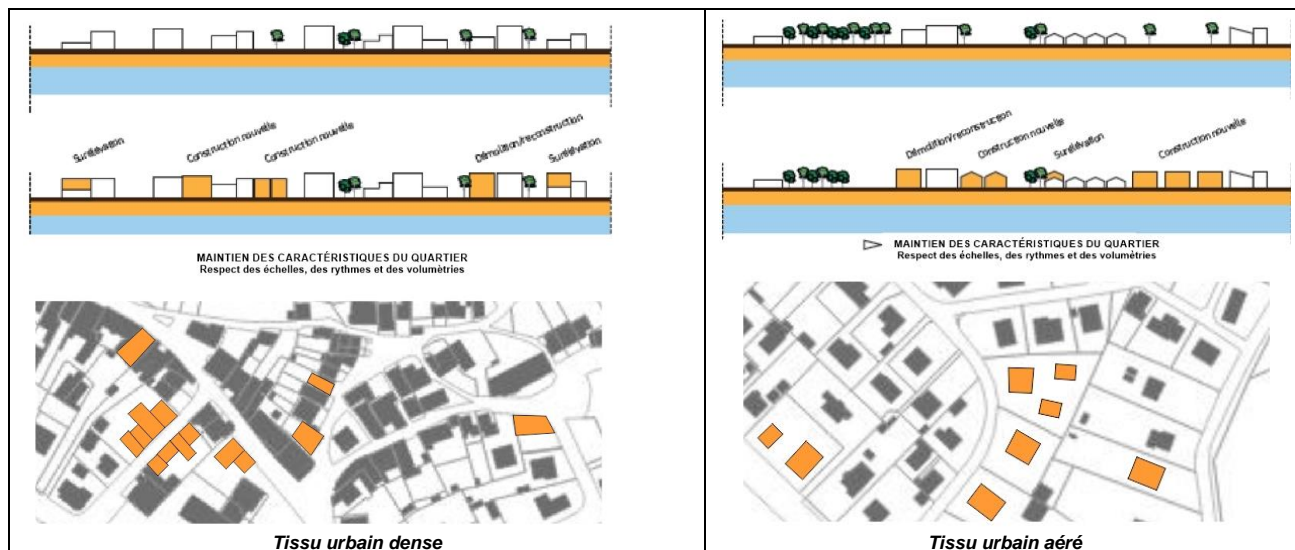 Surélévation
Construction nouvelle
Construction nouvelle
Démolition/reconstruction
Surélévation
MAINTIEN DES CARACTÉRISTIQUES DU QUARTIER
Respect des échelles, des rythmes et des volumètries
Tissu urbain dense
Démolition/reconstruction
Construction nouvelle
Surélévation
Construction nouvelle
MAINTIEN DES CARACTÉRISTIQUES DU QUARTIER
Respect des échelles, des rythmes et des volumètries
Tissu urbain aéré